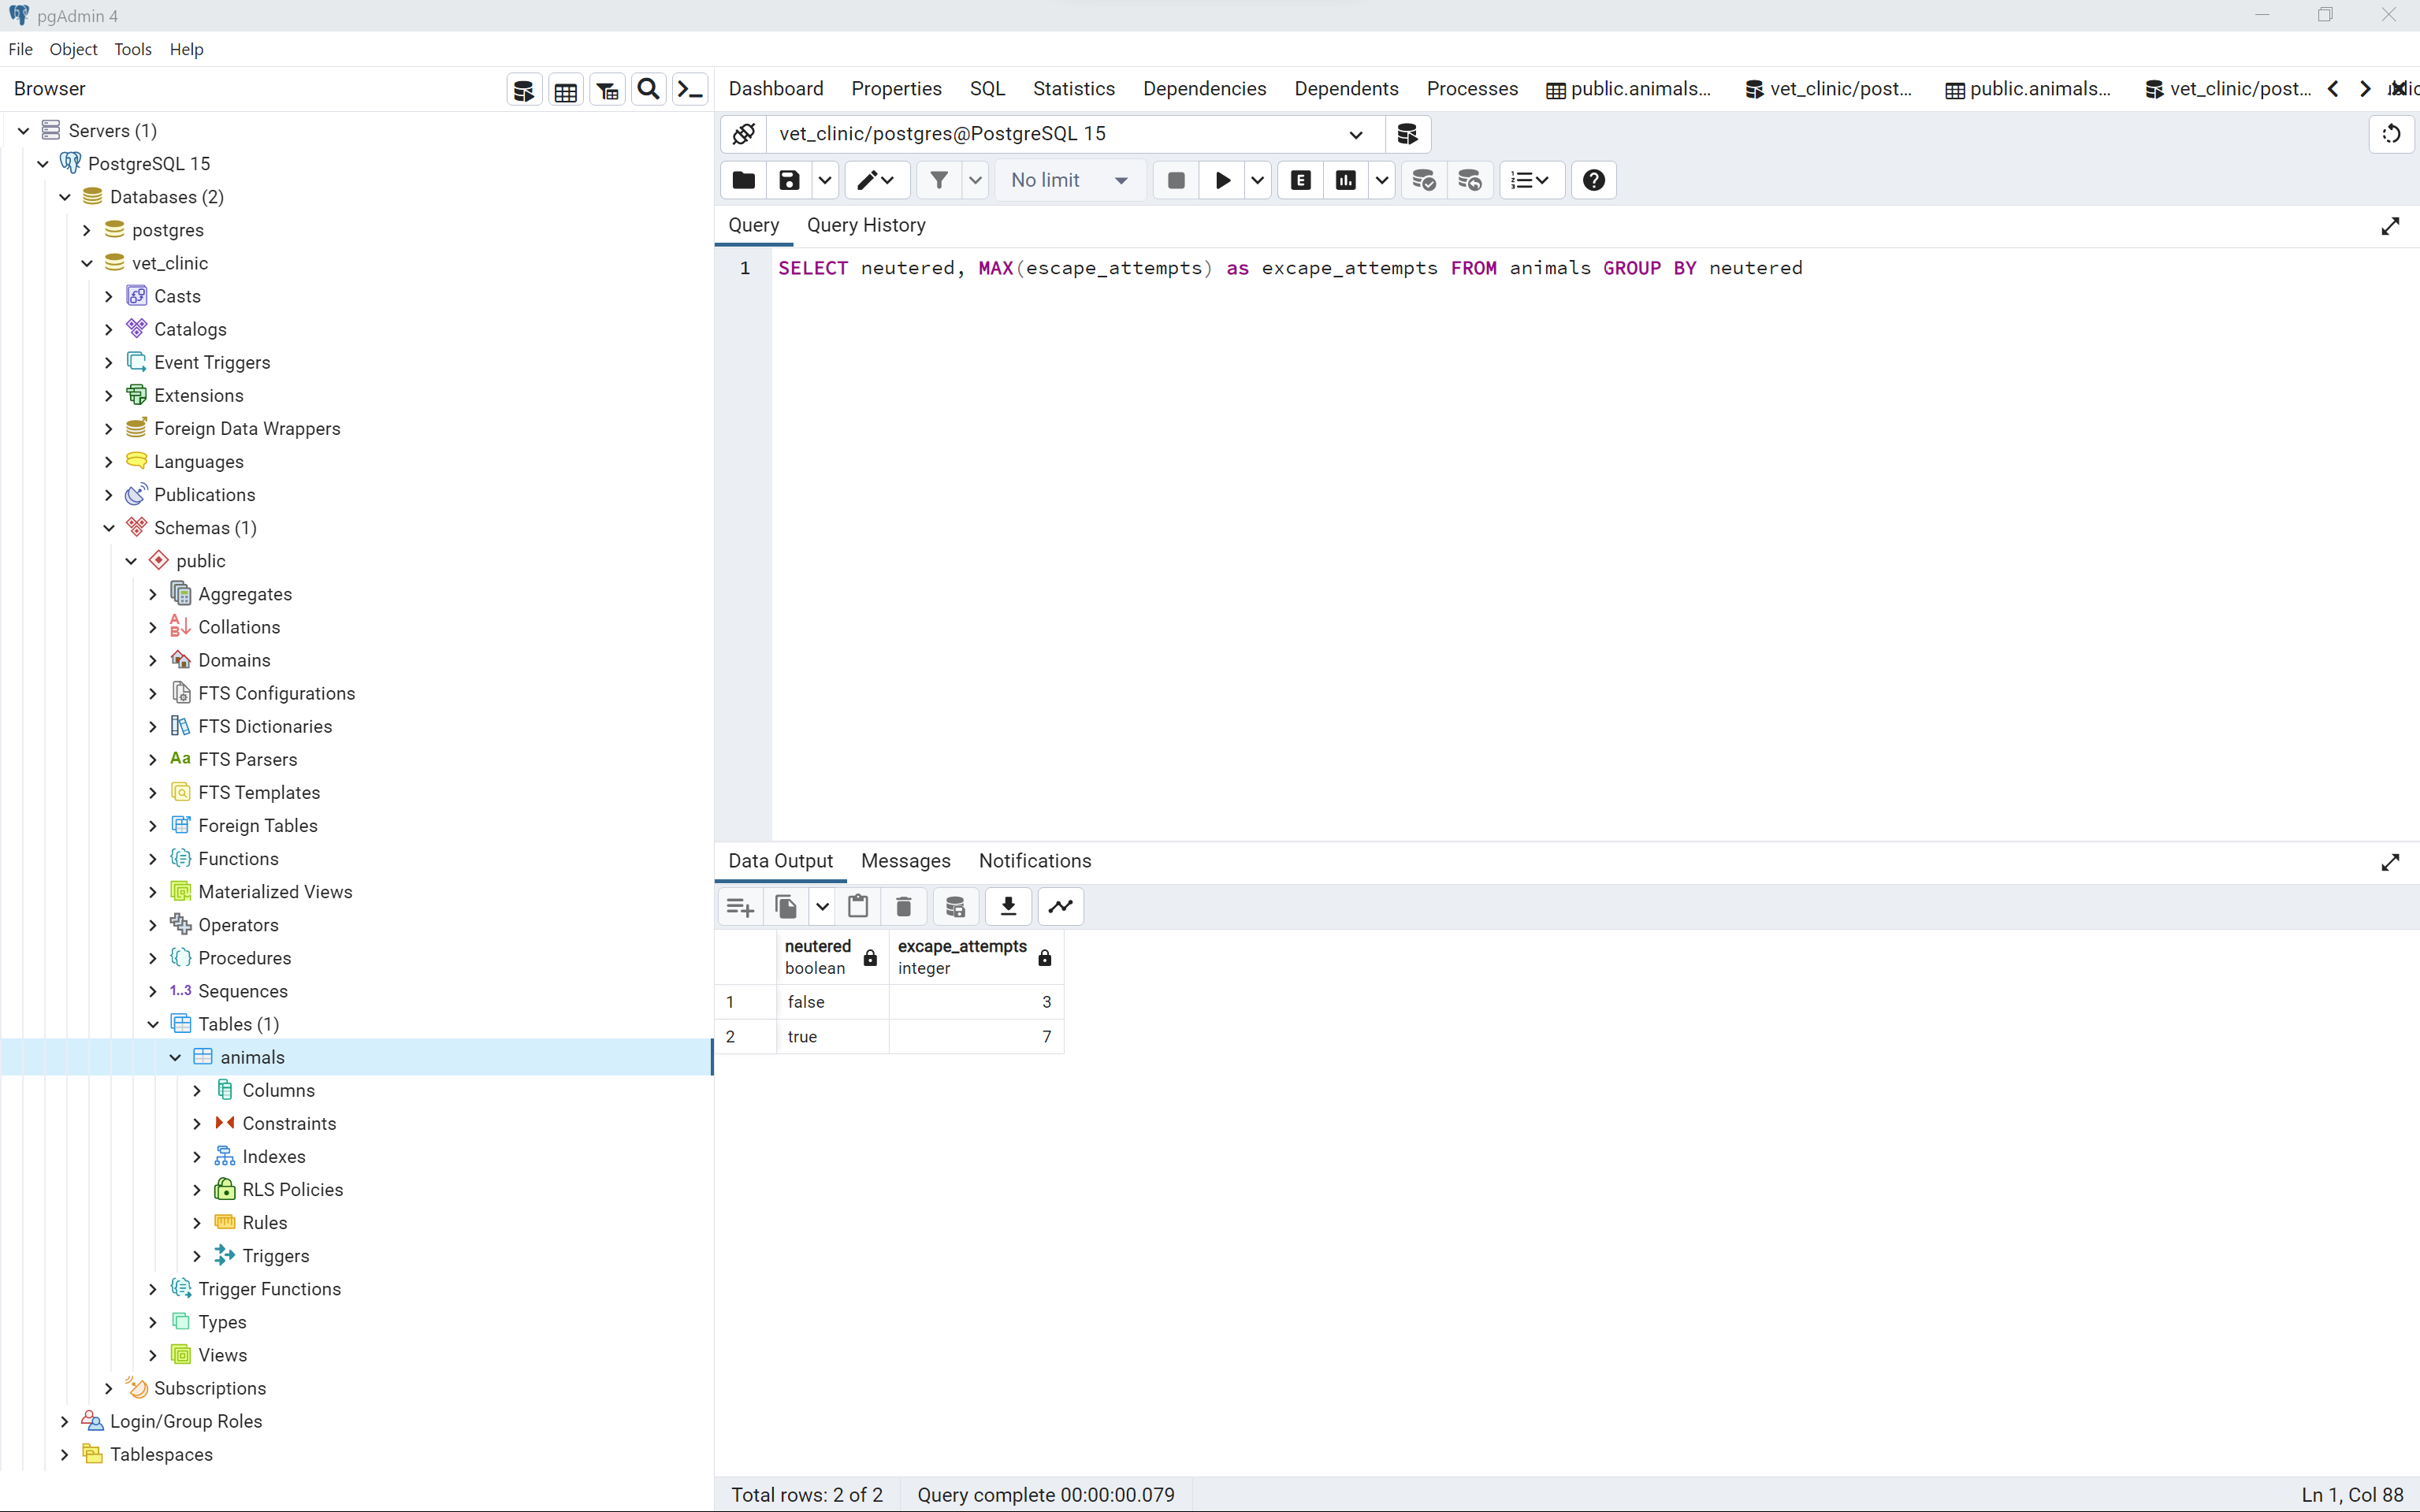 pgAdmin 4
File Object Tools Help
Browser
Dashboard Properties SQL Statistics Dependencies Dependents Processes public.animals... vet_clinic/post... public.animals... vet_clinic/post...
Servers (1)
PostgreSQL 15
Databases (2)
postgres
vet_clinic
Casts
Catalogs
Event Triggers
Extensions
Foreign Data Wrappers
Languages
Publications
Schemas (1)
public
Aggregates
Collations
Domains
FTS Configurations
FTS Dictionaries
Aa FTS Parsers
FTS Templates
Foreign Tables
Functions
Materialized Views
Operators
Procedures
1..3 Sequences
Tables (1)
animals
Columns
Constraints
Indexes
RLS Policies
Rules
Triggers
Trigger Functions
Types
Views
Subscriptions
Login/Group Roles
Tablespaces
vet_clinic/postgres@PostgreSQL 15
No limit
E
Query Query History
1 SELECT neutered, MAX(escape_attempts) as excape_attempts FROM animals GROUP BY neutered
Data Output Messages Notifications
neutered excape_attempts
boolean integer
1 false 3
2 true 7
Total rows: 2 of 2 Query complete 00:00:00.079 Ln 1, Col 88